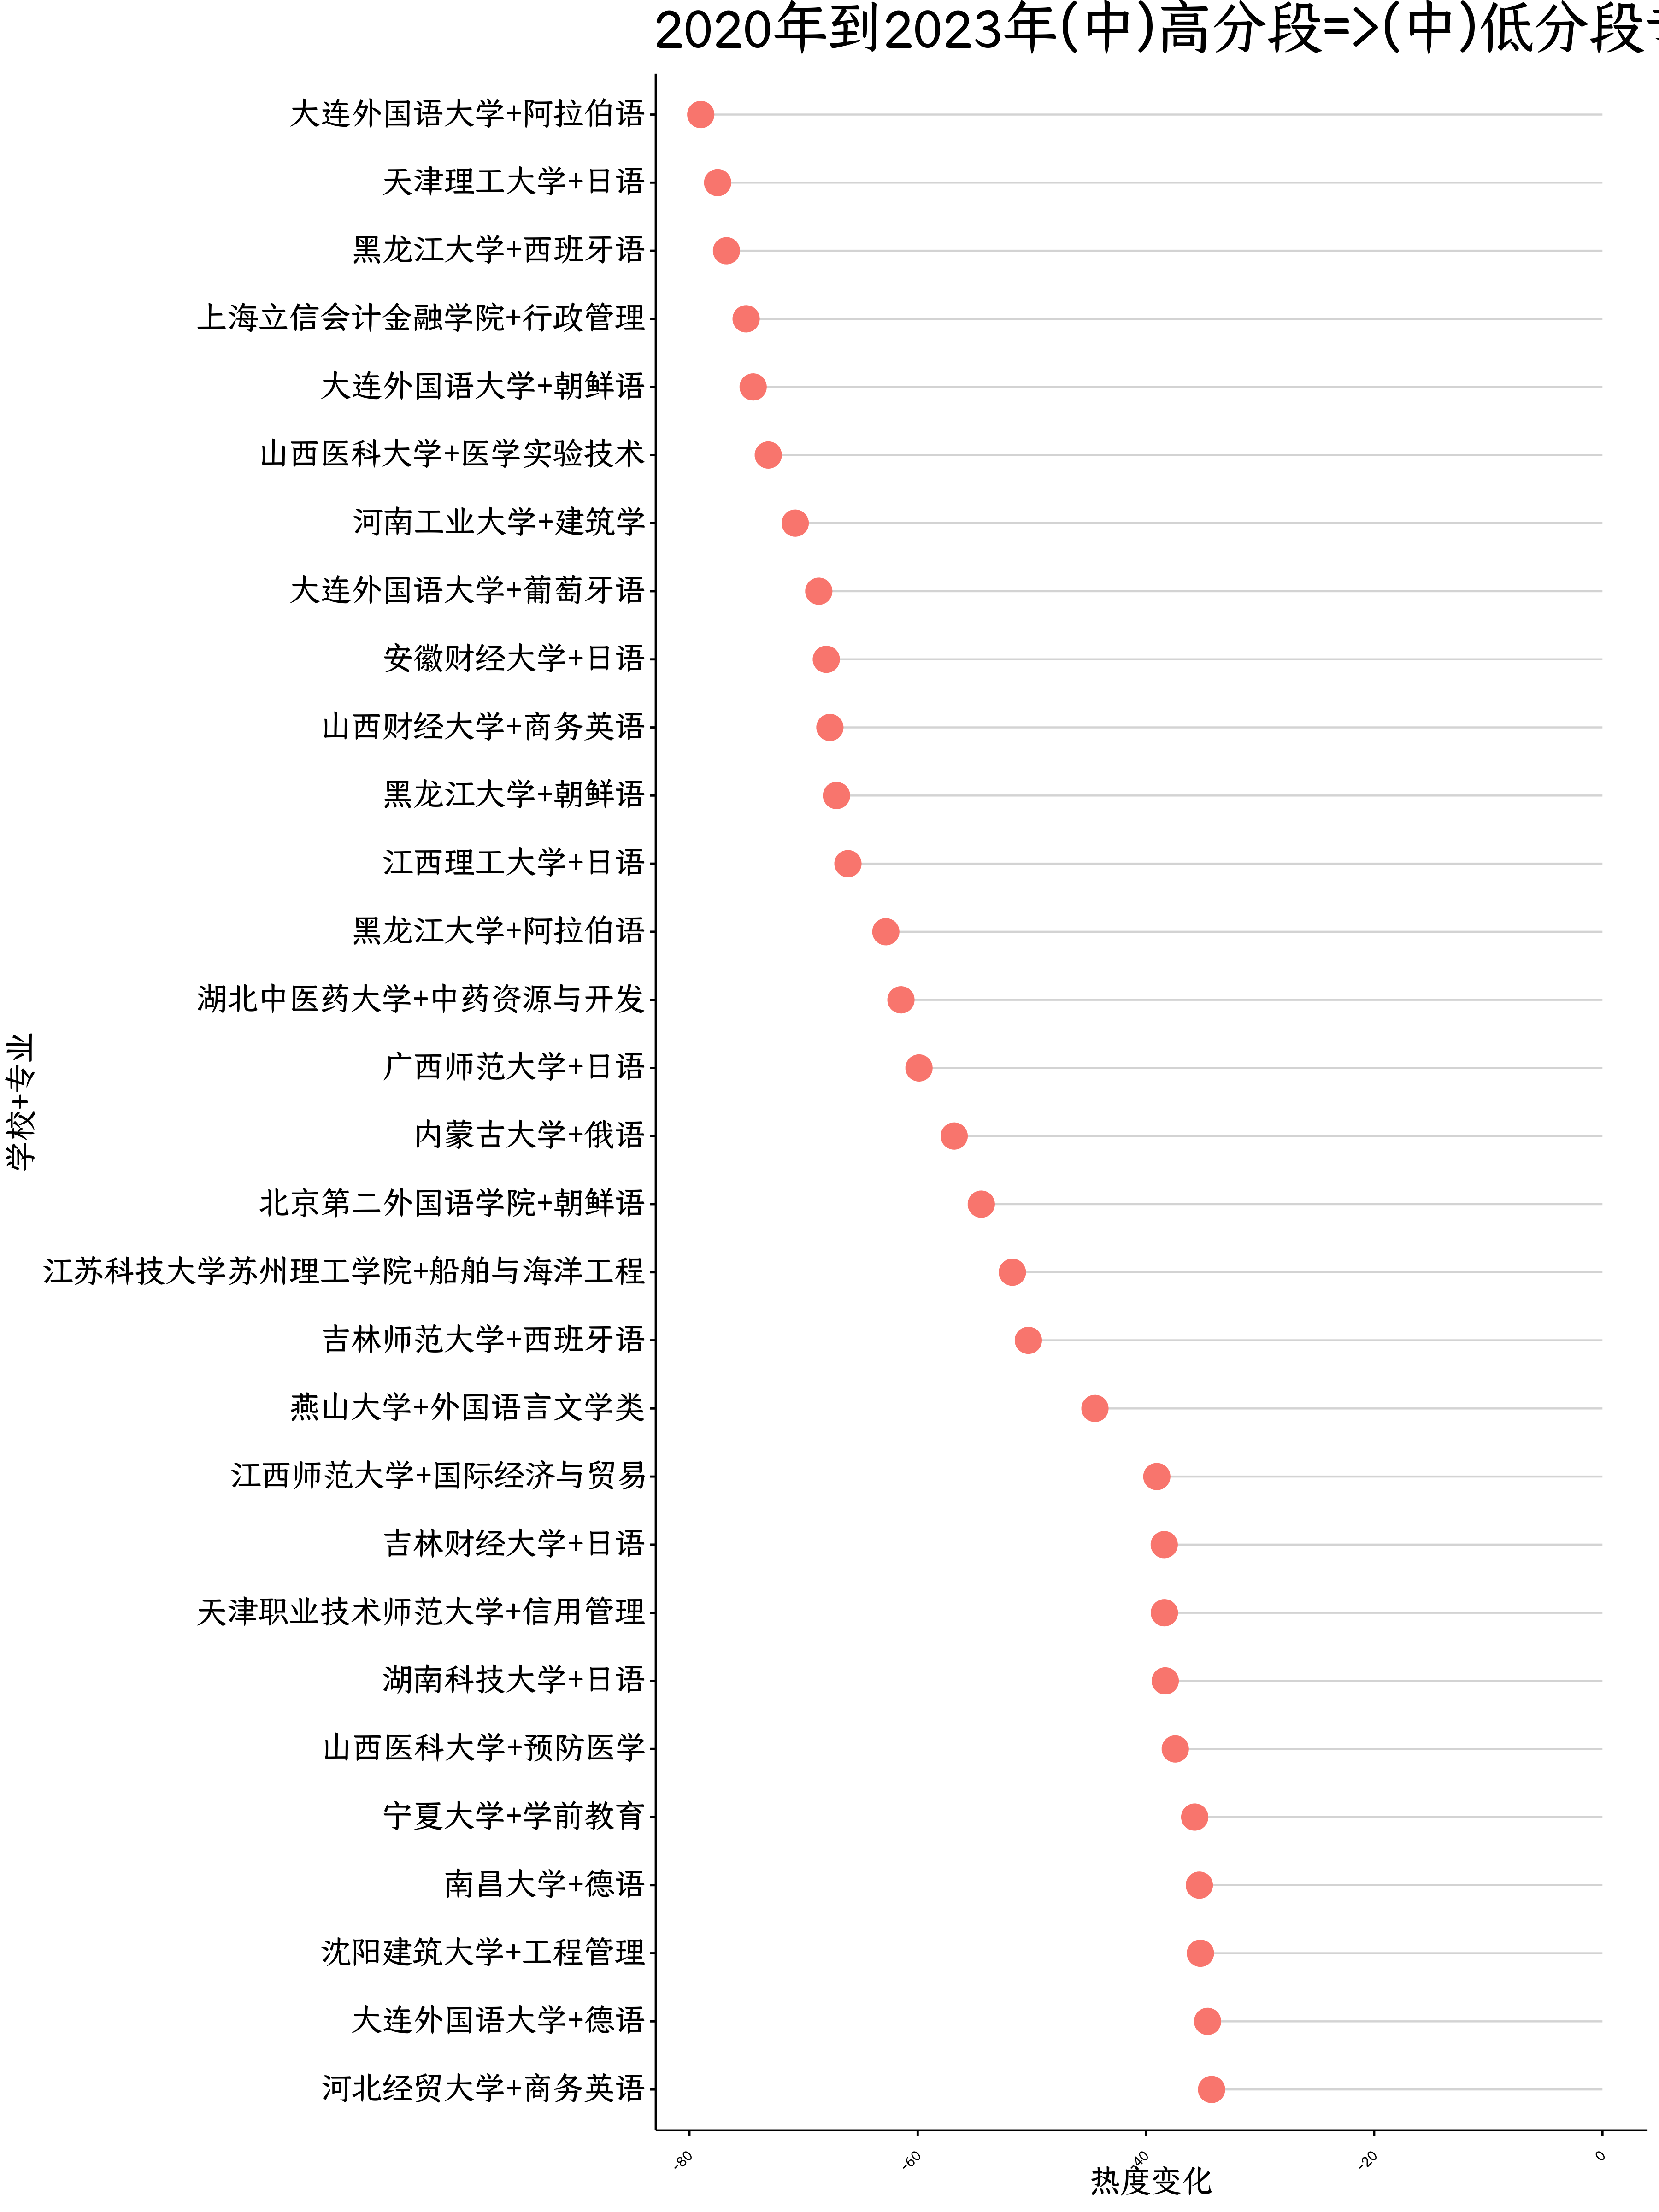 2020年到2023年(中)高分段=>(中)低分段
大连外国语大学+阿拉伯语
天津理工大学+日语
黑龙江大学+西班牙语
上海立信会计金融学院+行政管理
大连外国语大学+朝鲜语
山西医科大学+医学实验技术
河南工业大学+建筑学
大连外国语大学+葡萄牙语
安徽财经大学+日语
山西财经大学+商务英语
黑龙江大学+朝鲜语
江西理工大学+日语
黑龙江大学+阿拉伯语
湖北中医药大学+中药资源与开发
广西师范大学+日语
内蒙古大学+俄语
北京第二外国语学院+朝鲜语
江苏科技大学苏州理工学院+船舶与海洋工程
吉林师范大学+西班牙语
燕山大学+外国语言文学类
江西师范大学+国际经济与贸易
吉林财经大学+日语
天津职业技术师范大学+信用管理
湖南科技大学+日语
山西医科大学+预防医学
宁夏大学+学前教育
南昌大学+德语
沈阳建筑大学+工程管理
大连外国语大学+德语
河北经贸大学+商务英语
学校+专业
-80
-60
-40
-20
0
热度变化